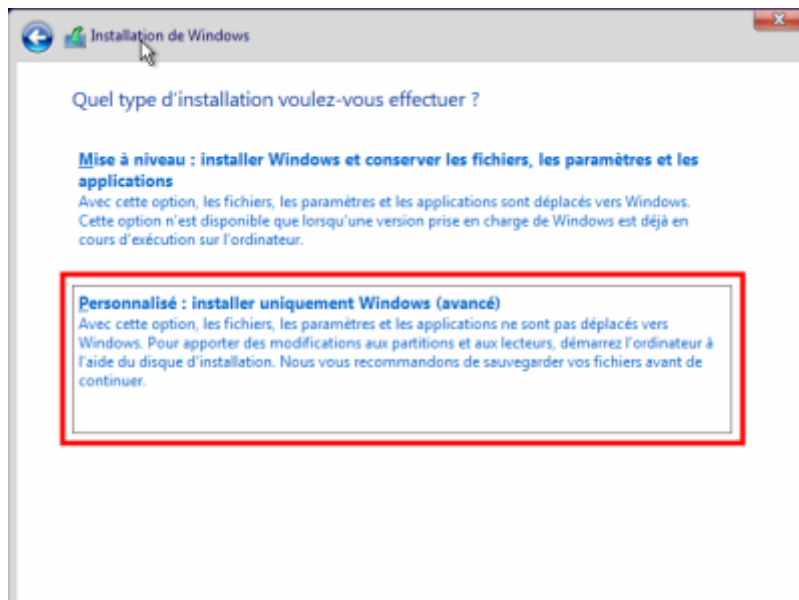 Installation de Windows
Quel type d'installation voulez-vous effectuer ?
Mise à niveau : installer Windows et conserver les fichiers, les paramètres et les
applications
Avec cette option, les fichiers, les paramètres et les applications sont déplacés vers Windows.
Cette option n'est disponible que lorsqu'une version prise en charge de Windows est déjà en
cours d'exécution sur l'ordinateur.
Personnalisé : installer uniquement Windows (avancé)
Avec cette option, les fichiers, les paramètres et les applications ne sont pas déplacés vers
Windows. Pour apporter des modifications aux partitions et aux lecteurs, démarrez l'ordinateur à
l'aide du disque d'installation. Nous vous recommandons de sauvegarder vos fichiers avant de
continuer.